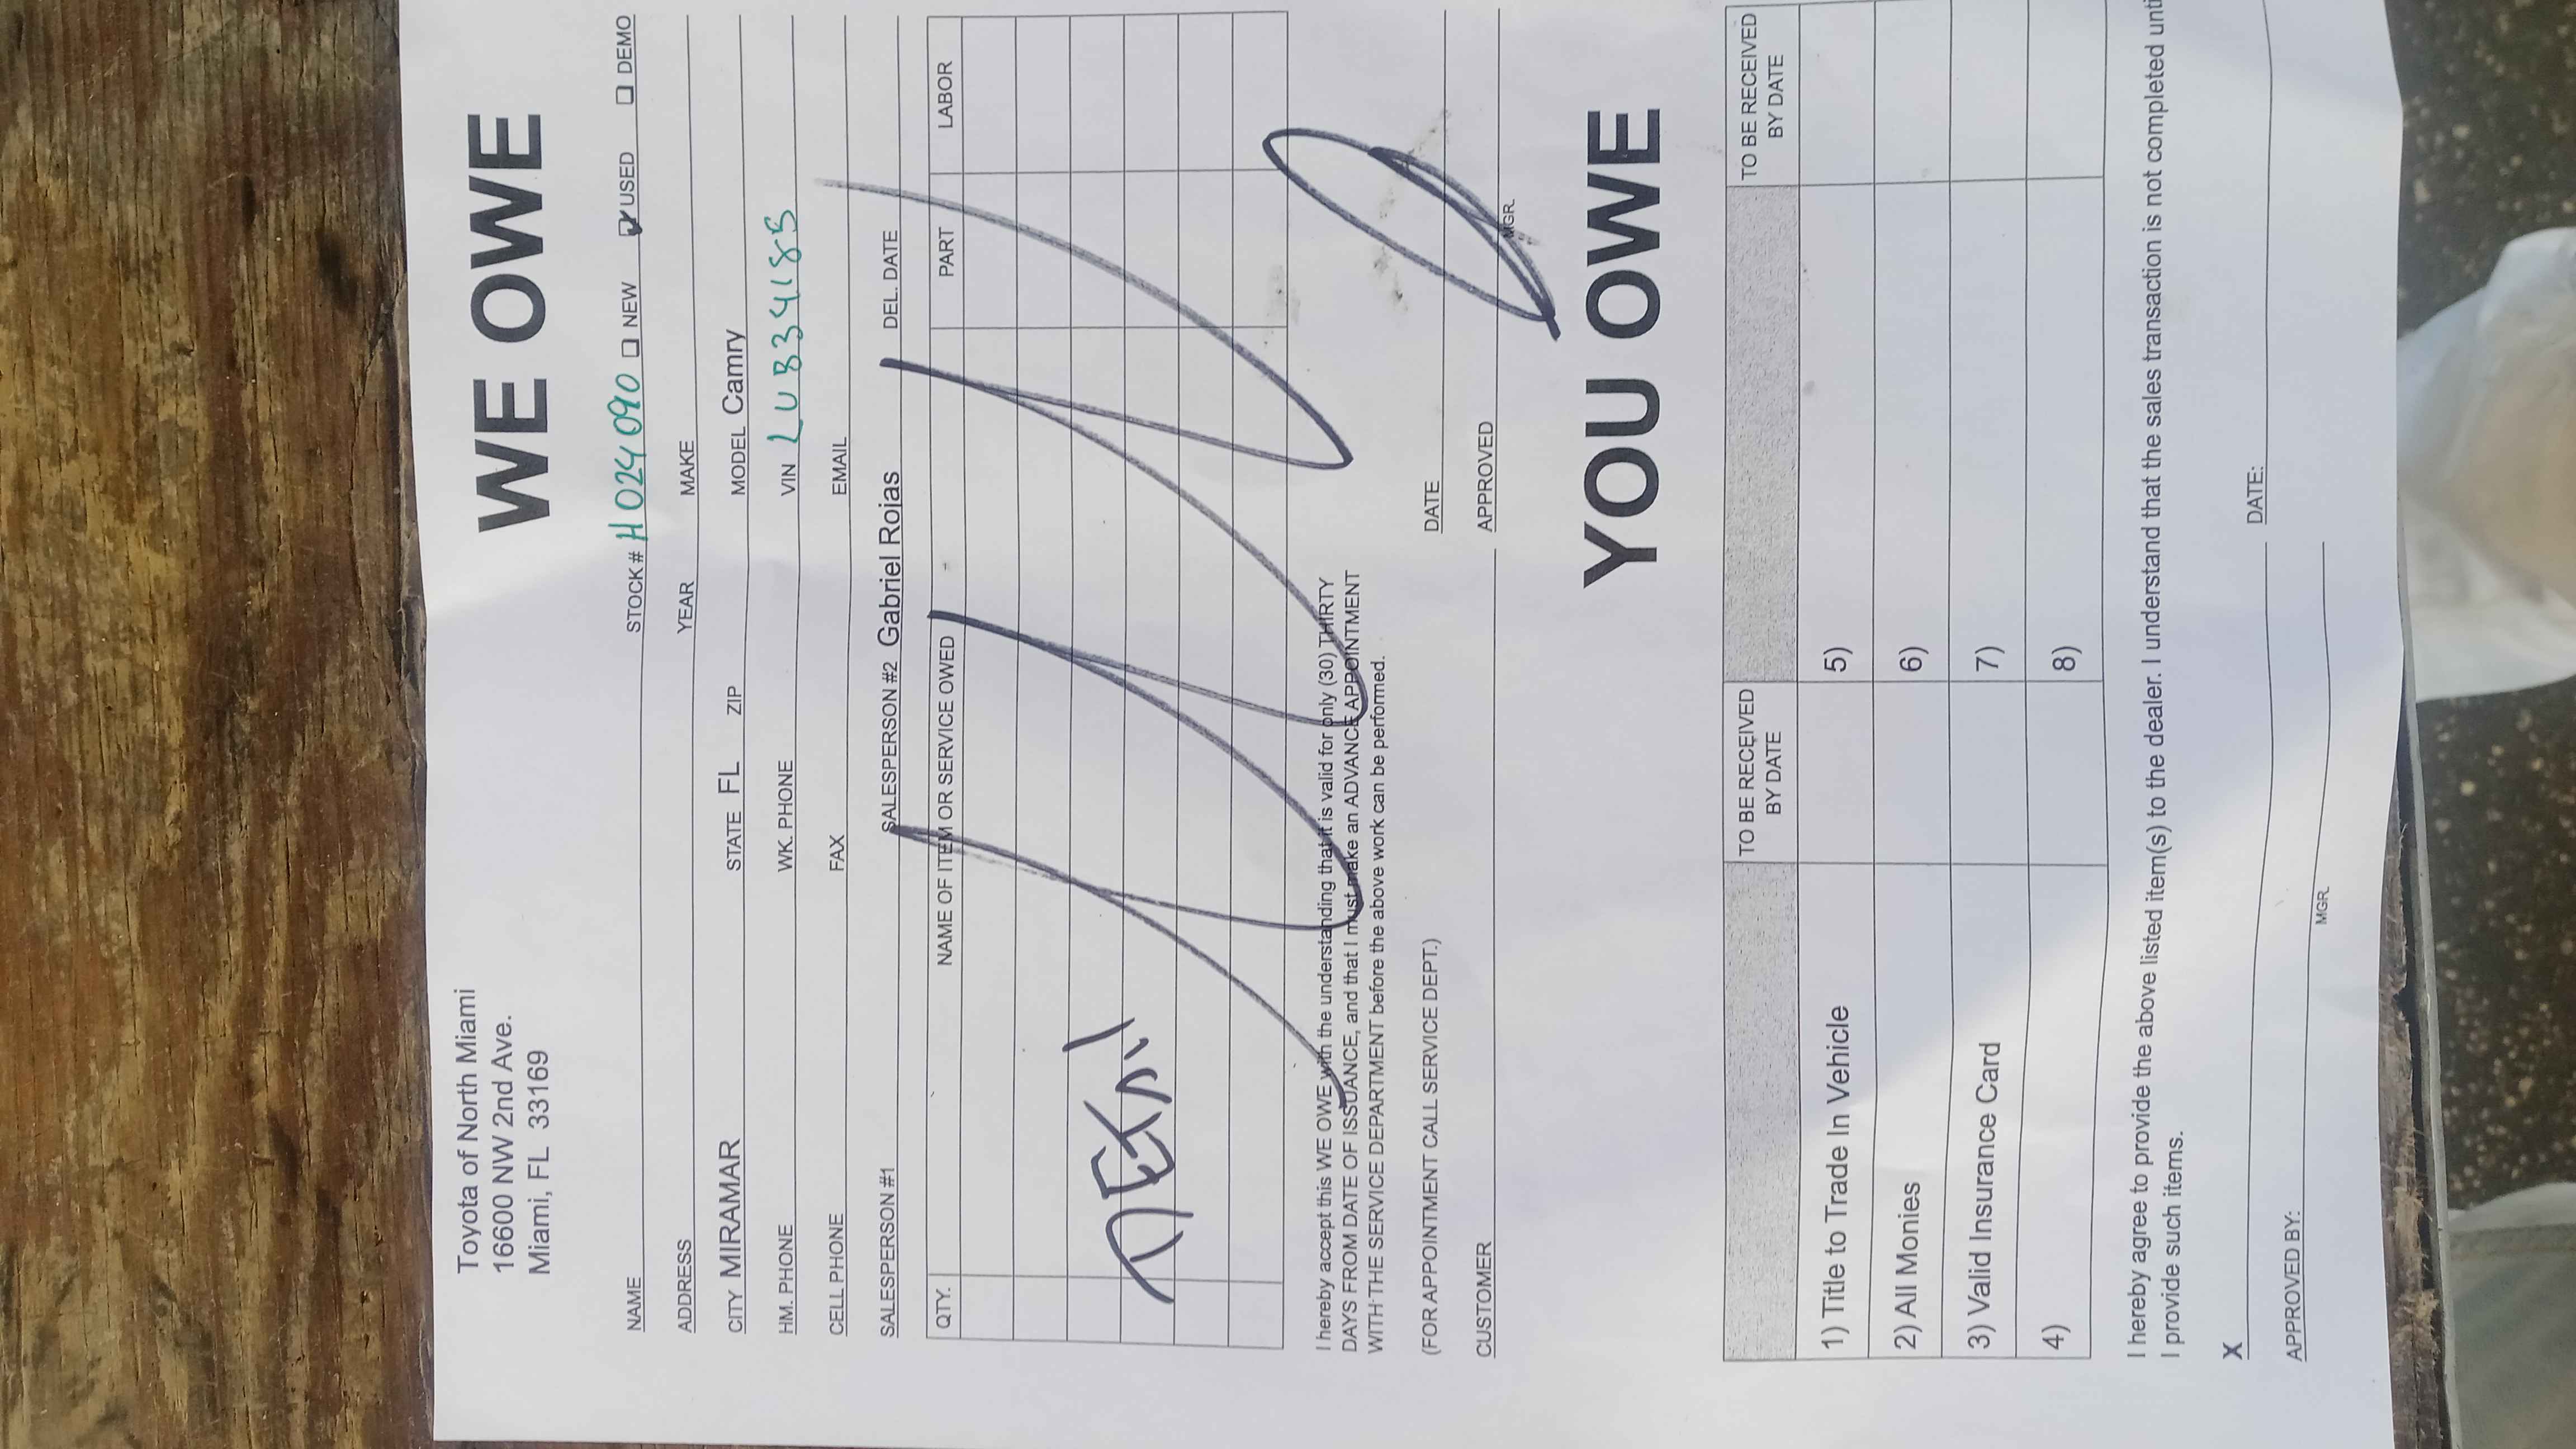 Toyota of North Miami
16600 NW 2nd Ave.
Miami, FL 33169
WE OWE
NAME STOCK # H024090 NEW USED DEMO
ADDRESS YEAR MAKE
CITY MIRAMAR STATE FL ZIP MODEL Camry
HM. PHONE WK. PHONE VIN LUB334185
CELL PHONE FAX EMAIL
SALESPERSON #1 SALESPERSON #2 Gabriel Rojas DEL. DATE
QTY. NAME OF ITEM OR SERVICE OWED PART LABOR
I hereby accept this WE OWE with the understanding that it is valid for only (30) THIRTY
DAYS FROM DATE OF ISSUANCE, and that I must make an ADVANCE APPOINTMENT
WITH THE SERVICE DEPARTMENT before the above work can be performed.
(FOR APPOINTMENT CALL SERVICE DEPT.) DATE
CUSTOMER APPROVED
MGR.
YOU OWE
TO BE RECEIVED TO BE RECEIVED
BY DATE BY DATE
1) Title to Trade In Vehicle 5)
2) All Monies 6)
3) Valid Insurance Card 7)
4) 8)
I hereby agree to provide the above listed item(s) to the dealer. I understand that the sales transaction is not completed unti
I provide such items.
X DATE:
APPROVED BY:
MGR.